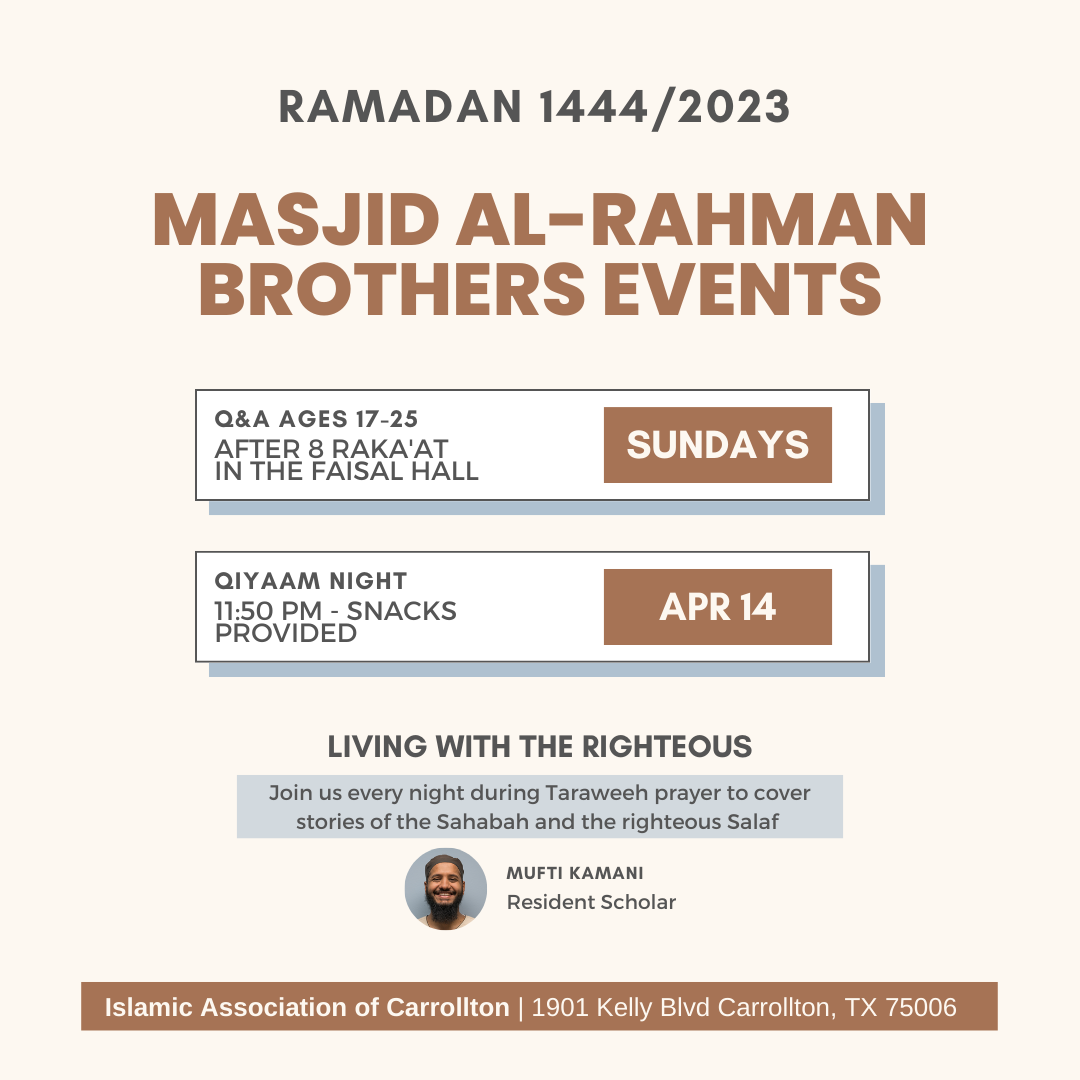 RAMADAN 1444/2023
MASJID AL-RAHMAN
BROTHERS EVENTS
Q&A AGES 17-25
AFTER 8 RAKA'AT
IN THE FAISAL HALL
SUNDAYS
QIYAAM NIGHT
11:50 PM - SNACKS
PROVIDED
APR 14
LIVING WITH THE RIGHTEOUS
Join us every night during Taraweeh prayer to cover
stories of the Sahabah and the righteous Salaf
MUFTI KAMANI
Resident Scholar
Islamic Association of Carrollton | 1901 Kelly Blvd Carrollton, TX 75006